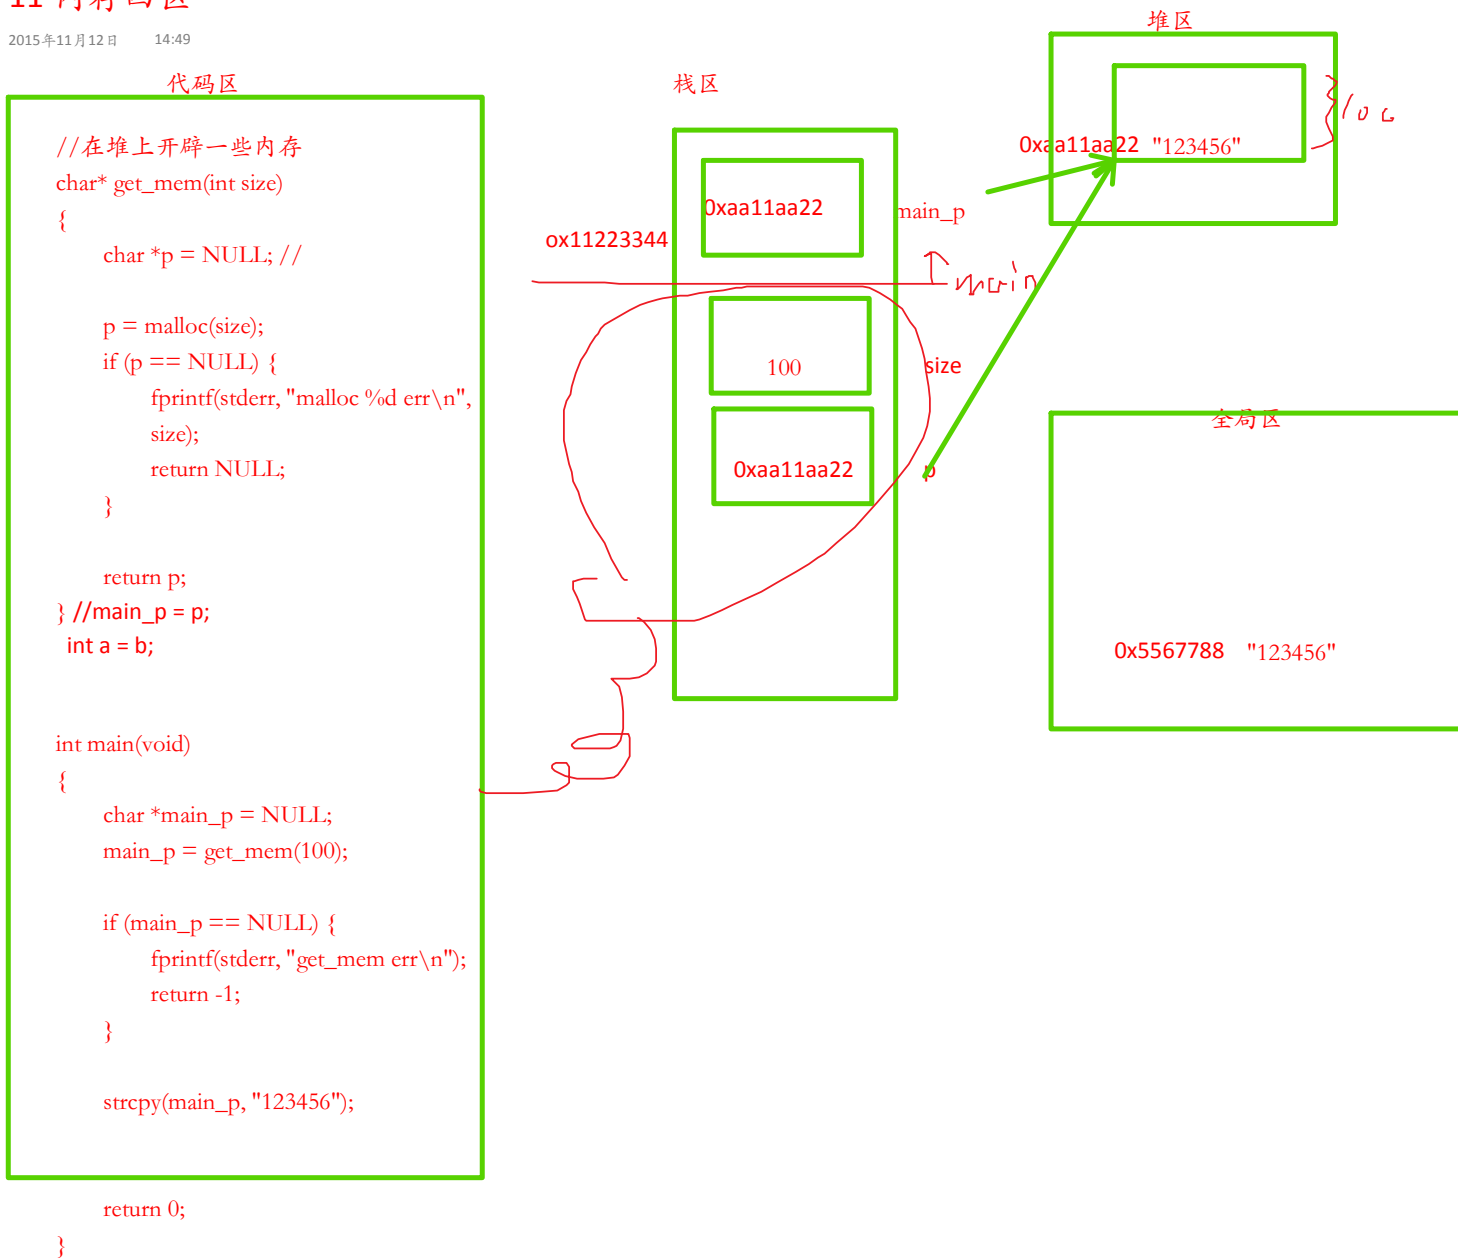 2015年11月12日 14:49
代码区
//在堆上开辟一些内存
char* get_mem(int size)
{
char *p = NULL; //
p = malloc(size);
if (p == NULL) {
fprintf(stderr, "malloc %d err\n",
size);
return NULL;
}
return p;
} //main_p = p;
int a = b;
int main(void)
{
char *main_p = NULL;
main_p = get_mem(100);
if (main_p == NULL) {
fprintf(stderr, "get_mem err\n");
return -1;
}
strcpy(main_p, "123456");
return 0;
}
栈区
0xaa11aa22
main_p
ox11223344
main
100
size
0xaa11aa22
p
堆区
100
0xaa11aa22 "123456"
全局区
0x5567788 "123456"